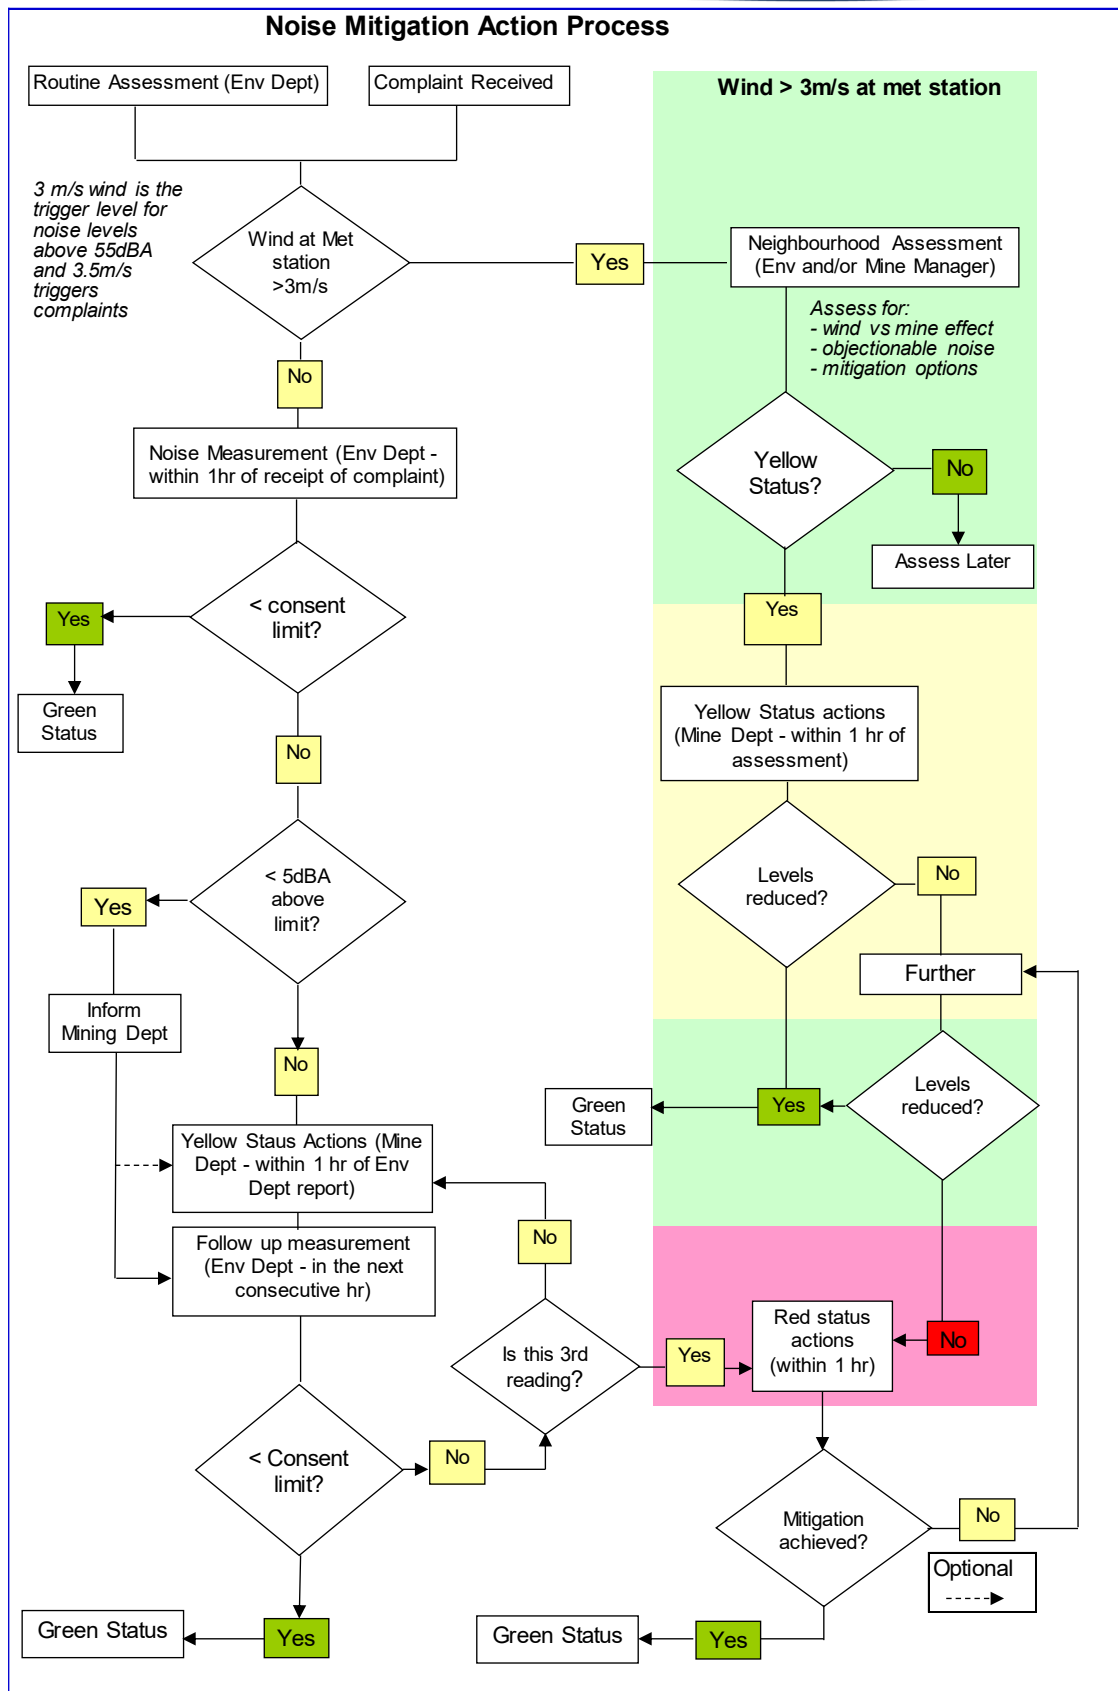 Noise Mitigation Action Process
Routine Assessment (Env Dept)
Complaint Received
Wind > 3m/s at met station
3 m/s wind is the
trigger level for
noise levels
above 55dBA
and 3.5m/s
triggers
complaints
Wind at Met
station
>3m/s
Yes
Neighbourhood Assessment
(Env and/or Mine Manager)
Assess for:
- wind vs mine effect
- objectionable noise
- mitigation options
No
Noise Measurement (Env Dept -
within 1hr of receipt of complaint)
Yellow
Status?
No
Assess Later
< consent
limit?
Yes
Green
Status
Yes
No
Yellow Status actions
(Mine Dept - within 1 hr of
assessment)
< 5dBA
above
limit?
Yes
Levels
reduced?
No
Further
Inform
Mining Dept
No
Levels
reduced?
Yes
Green
Status
Yellow Staus Actions (Mine
Dept - within 1 hr of Env
Dept report)
No
Follow up measurement
(Env Dept - in the next
consecutive hr)
Is this 3rd
reading?
Yes
Red status
actions
(within 1 hr)
No
< Consent
limit?
No
Mitigation
achieved?
No
Optional
Green Status
Yes
Green Status
Yes